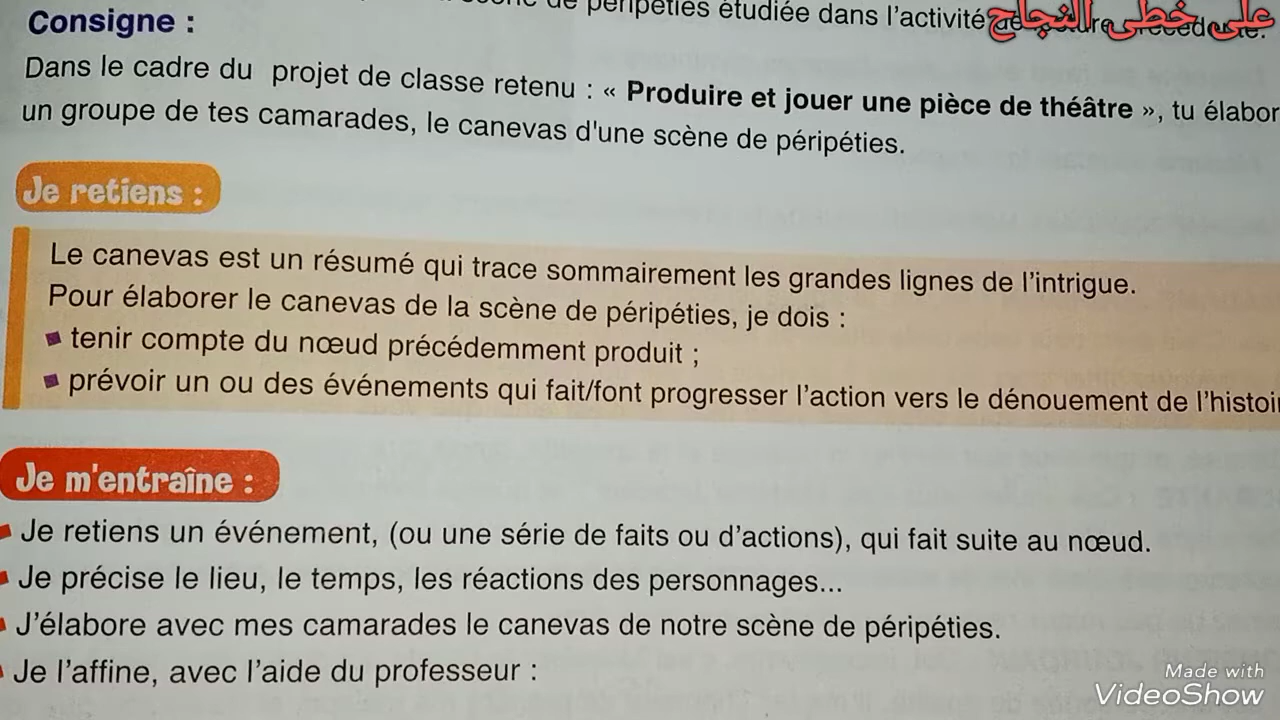 de péripéties étudiée dans l'activité
على خطى النجاح
Consigne :
Dans le cadre du projet de classe retenu : « Produire et jouer une pièce de théâtre », tu élabor
un groupe de tes camarades, le canevas d'une scène de péripéties.
Je retiens :
Le canevas est un résumé qui trace sommairement les grandes lignes de l'intrigue.
Pour élaborer le canevas de la scène de péripéties, je dois :
▪ tenir compte du nœud précédemment produit ;
▪ prévoir un ou des événements qui fait/font progresser l'action vers le dénouement de l'histoi
Je m'entraîne :
Je retiens un événement, (ou une série de faits ou d'actions), qui fait suite au nœud.
Je précise le lieu, le temps, les réactions des personnages...
J'élabore avec mes camarades le canevas de notre scène de péripéties.
Je l'affine, avec l'aide du professeur :
Made with
VideoShow